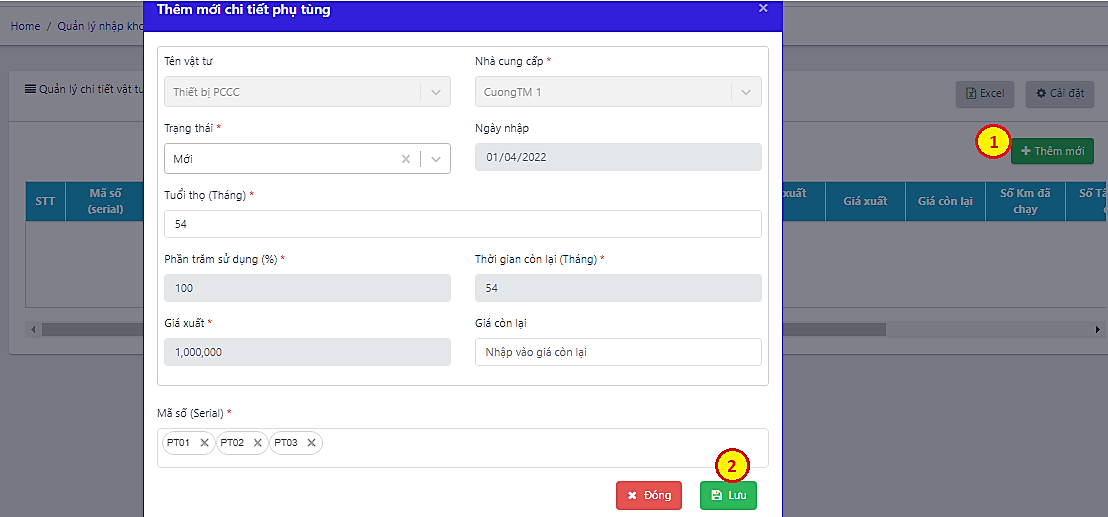 Thêm mới chi tiết phụ tùng ×
Home / Quản lý nhập kho
Tên vật tư
Nhà cung cấp *
Thiết bị PCCC
CuongTM 1
Quản lý chi tiết vật tư
Excel
Cài đặt
Trạng thái *
Ngày nhập
Mới
01/04/2022
1
+ Thêm mới
Tuổi thọ (Tháng) *
54
STT
Mã số
(serial)
xuất
Giá xuất
Giá còn lại
Số Km đã
chạy
Số Tầ
Phần trăm sử dụng (%) *
Thời gian còn lại (Tháng) *
100
54
Giá xuất *
Giá còn lại
1,000,000
Nhập vào giá còn lại
Mã số (Serial) *
PT01 × PT02 × PT03 ×
2
Đóng
Lưu